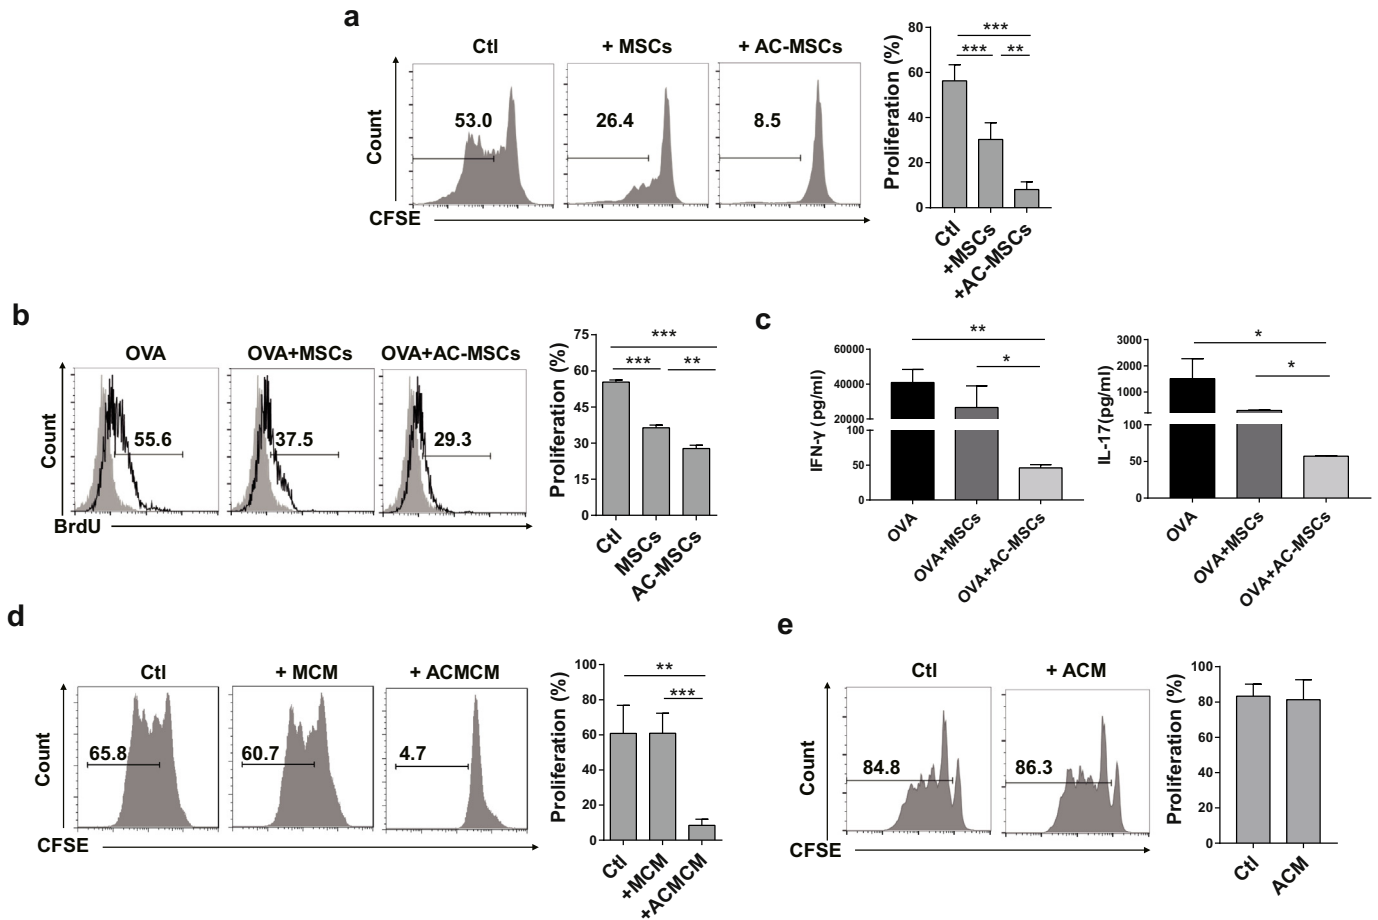 a
Ctl
+ MSCs
+ AC-MSCs
53.0
26.4
8.5
Count
CFSE
Proliferation (%)
80
60
40
20
0
***
***
**
Ctl
+MSCs
+AC-MSCs
b
OVA
OVA+MSCs
OVA+AC-MSCs
55.6
37.5
29.3
Count
BrdU
Proliferation (%)
75
60
45
30
15
0
***
***
**
Ctl
MSCs
AC-MSCs
c
IFN-γ (pg/ml)
60000
40000
20000
100
50
0
**
*
OVA
OVA+MSCs
OVA+AC-MSCs
IL-17(pg/ml)
3000
2000
1000
100
50
0
*
*
OVA
OVA+MSCs
OVA+AC-MSCs
d
Ctl
+ MCM
+ ACMCM
65.8
60.7
4.7
Count
CFSE
Proliferation (%)
100
80
60
40
20
0
**
***
Ctl
+MCM
+ACMCM
e
Ctl
+ ACM
84.8
86.3
Count
CFSE
Proliferation (%)
100
80
60
40
20
0
Ctl
ACM